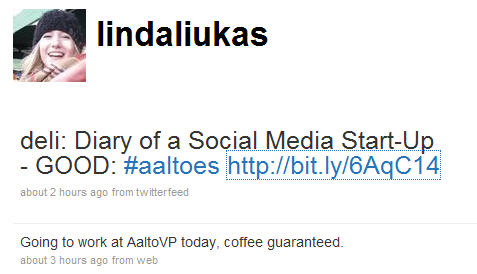 lindaliukas
deli: Diary of a Social Media Start-Up
- GOOD: #aaltoes http://bit.ly/6AqC14
about 2 hours ago from twitterfeed
Going to work at AaltoVP today, coffee guaranteed.
about 3 hours ago from web